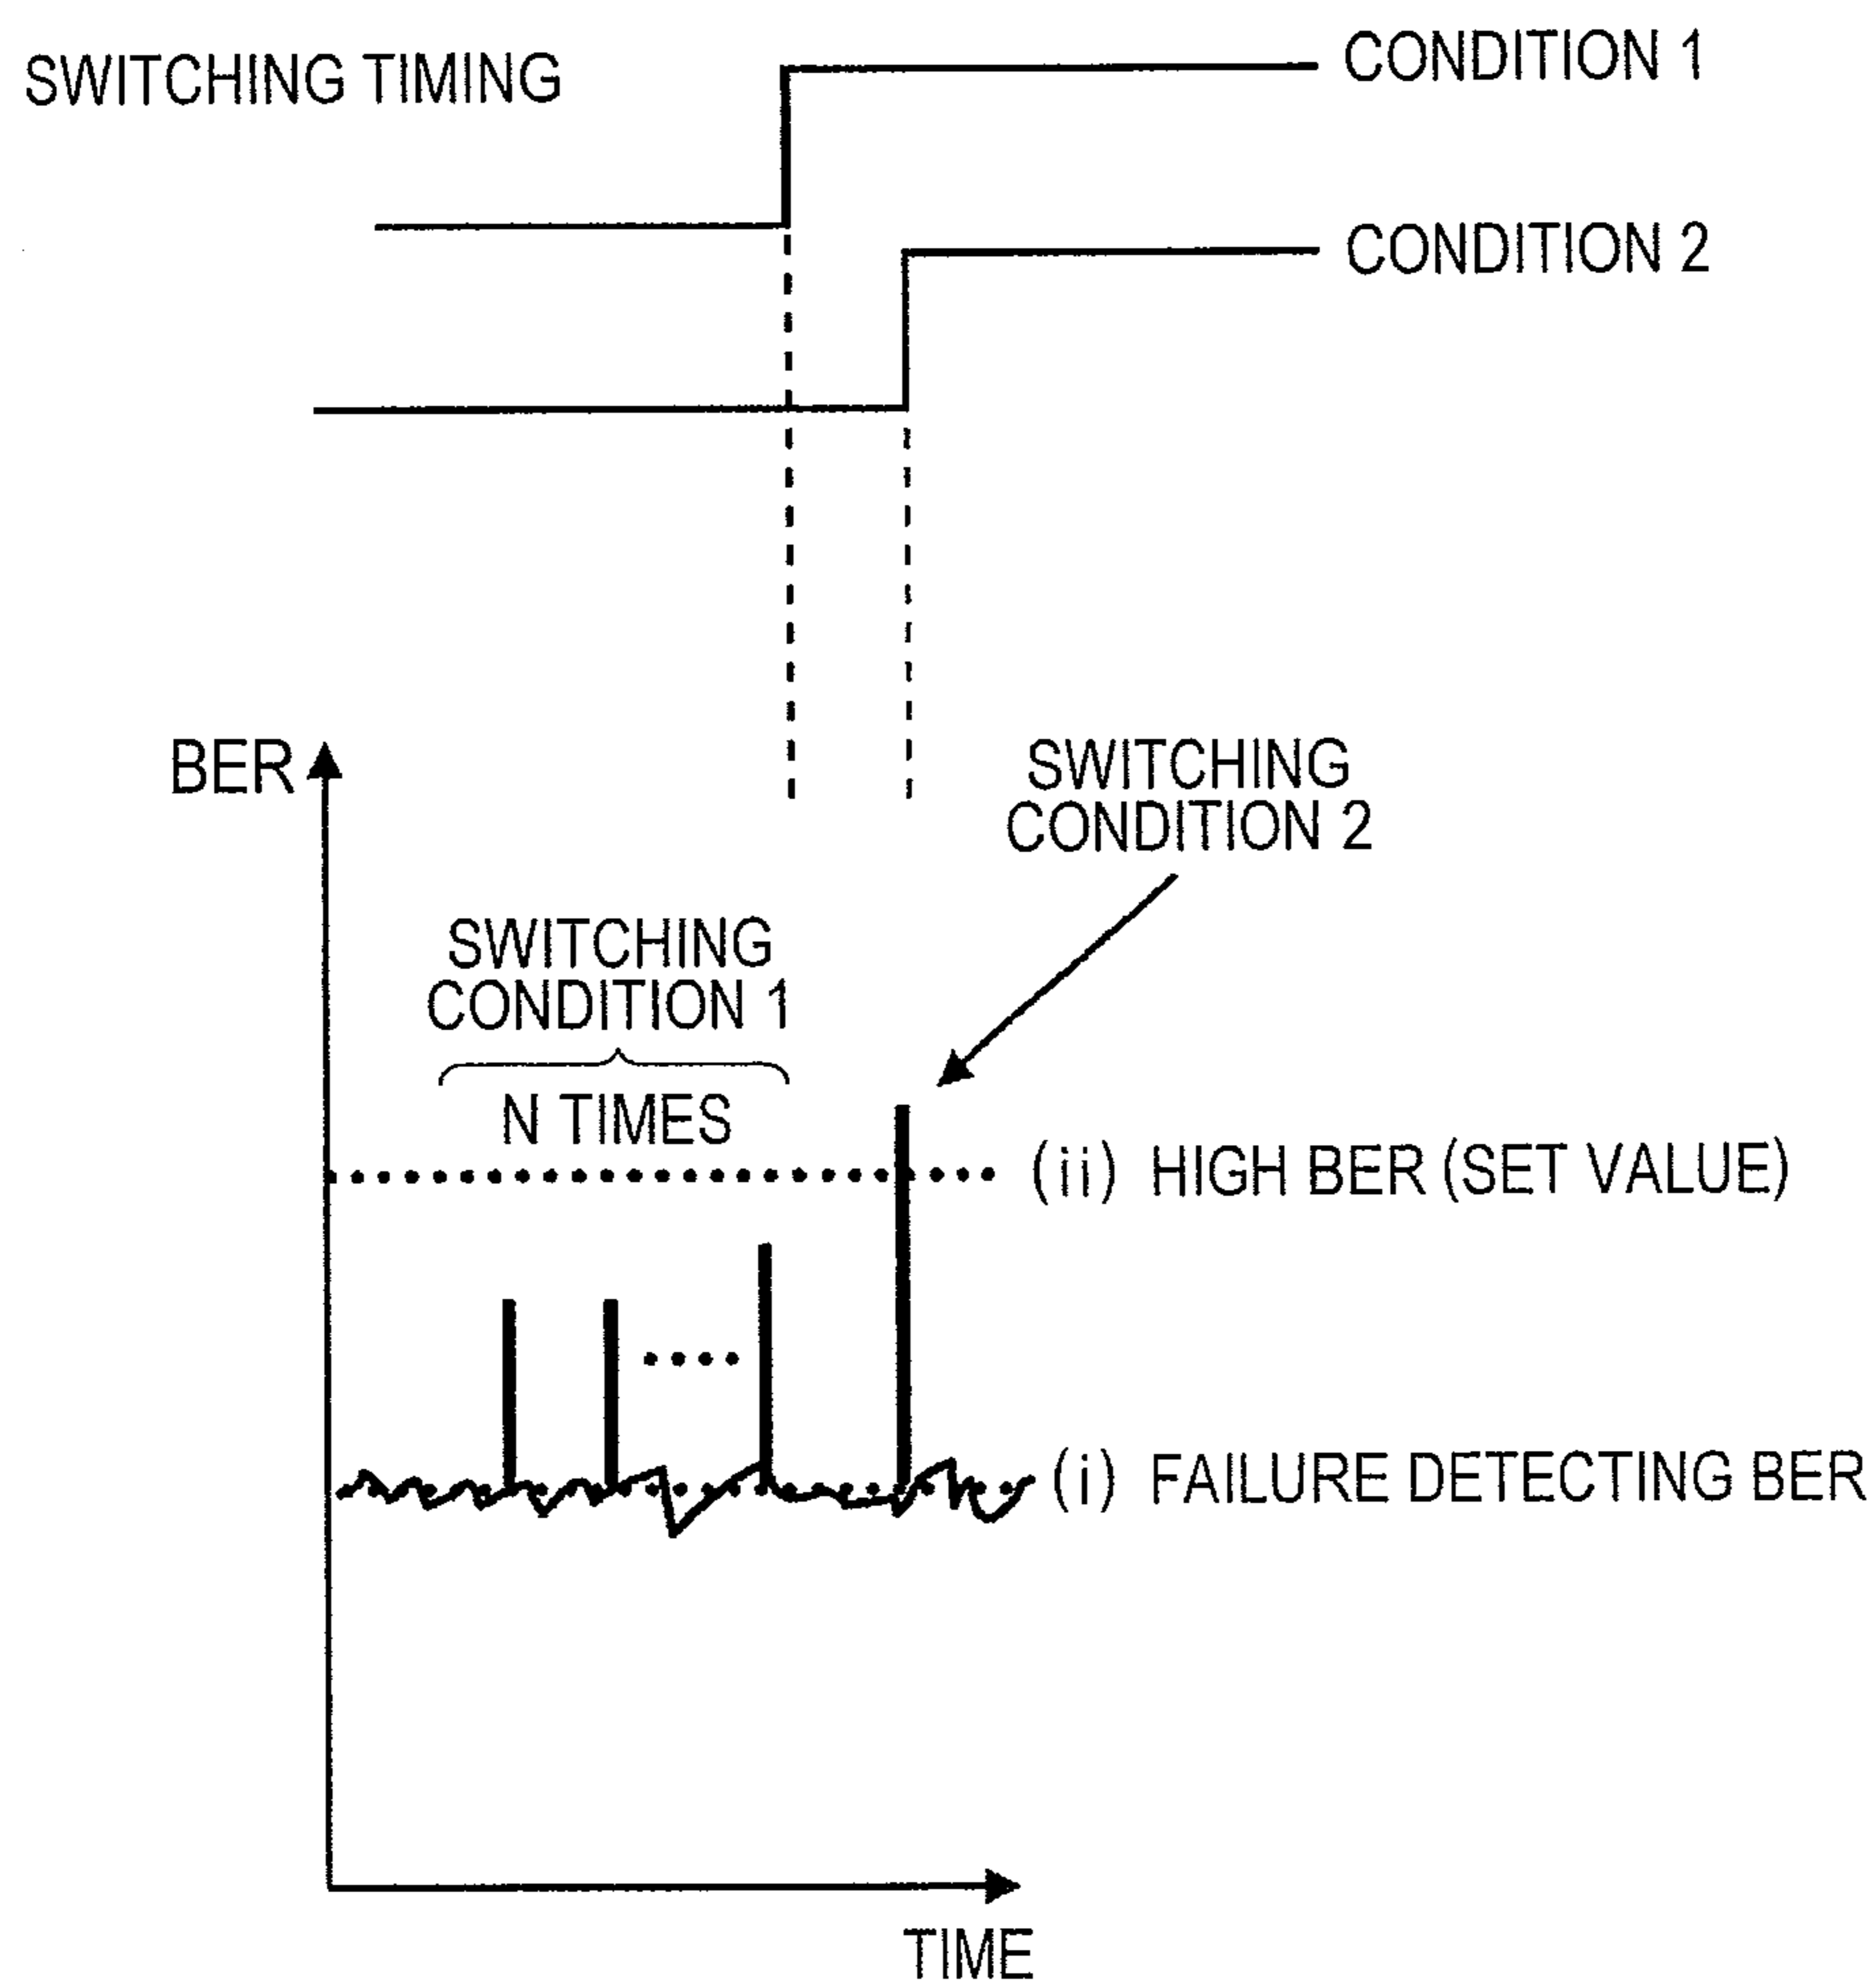 SWITCHING TIMING
CONDITION 1
CONDITION 2
BER
SWITCHING
CONDITION 2
SWITCHING
CONDITION 1
N TIMES
(ii) HIGH BER (SET VALUE)
(i) FAILURE DETECTING BER
TIME